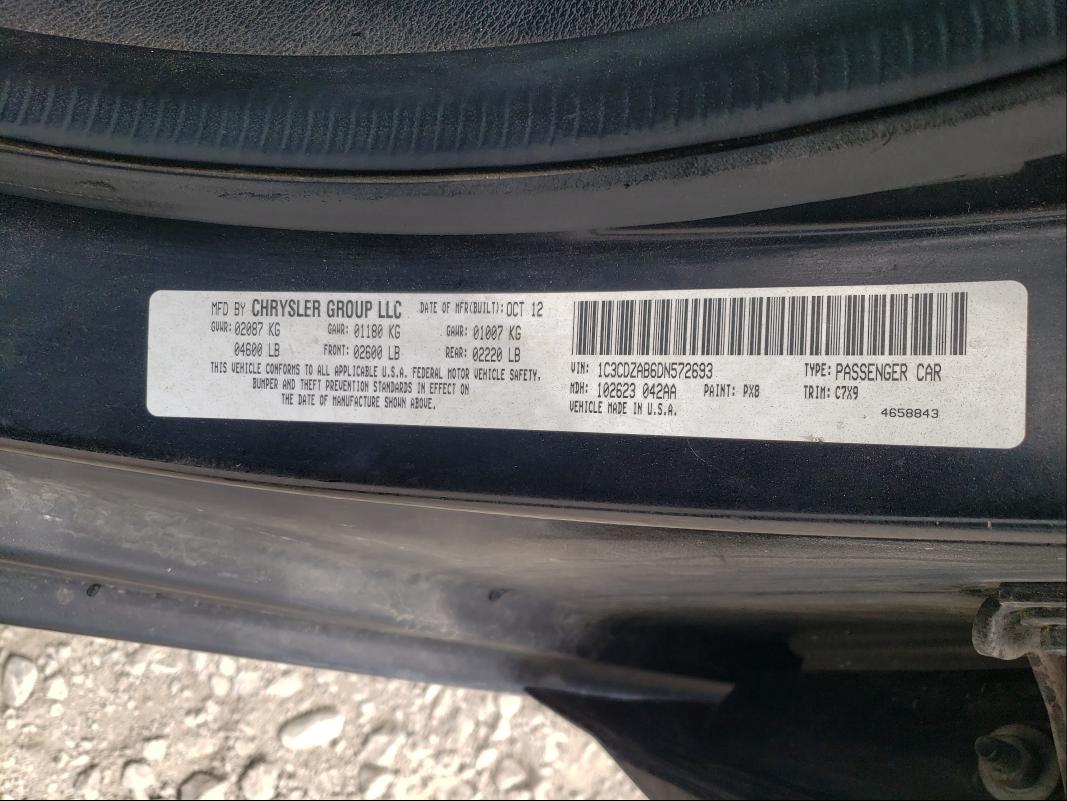 MFD BY CHRYSLER GROUP LLC DATE OF MFR(BUILT): OCT 12
GVWR: 02087 KG GAWR: 01180 KG GAWR: 01007 KG
04600 LB FRONT: 02600 LB REAR: 02220 LB
THIS VEHICLE CONFORMS TO ALL APPLICABLE U.S.A. FEDERAL MOTOR VEHICLE SAFETY,
BUMPER AND THEFT PREVENTION STANDARDS IN EFFECT ON
THE DATE OF MANUFACTURE SHOWN ABOVE.
VIN: 1C3CDZAB6DN572693 TYPE: PASSENGER CAR
MDH: 102623 042AA PAINT: PX8 TRIM: C7X9
VEHICLE MADE IN U.S.A. 4658843